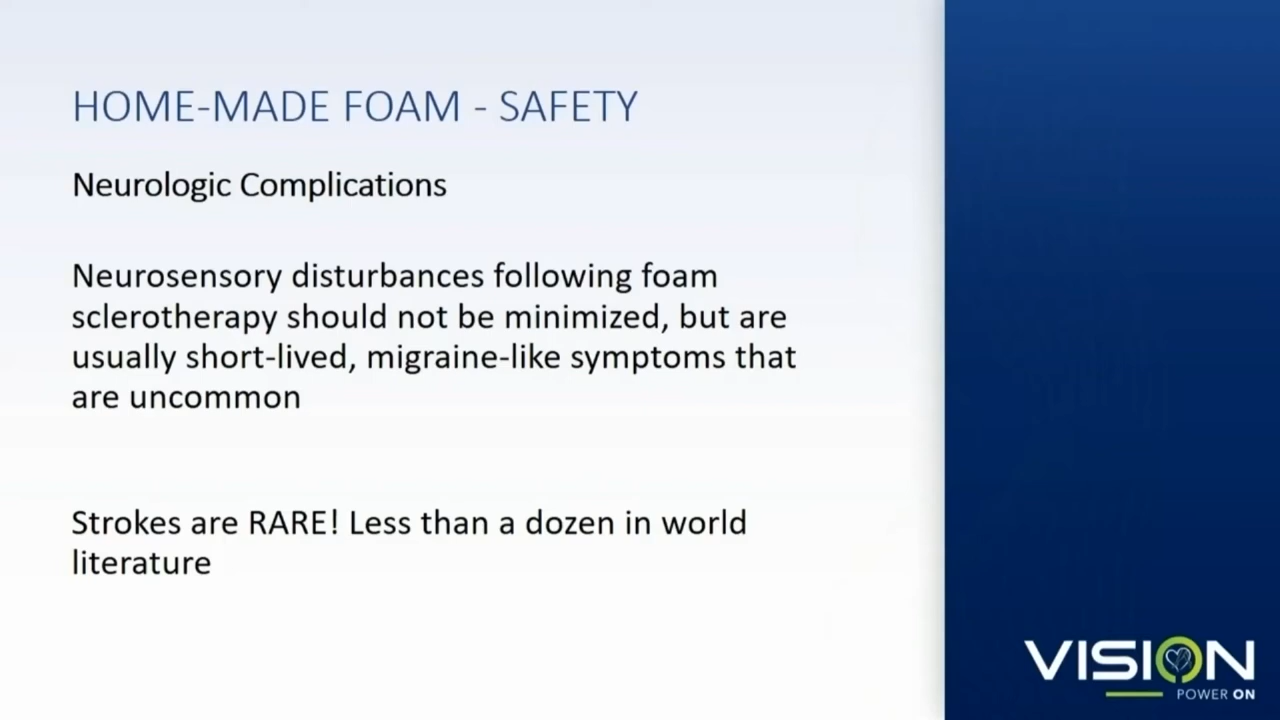 HOME-MADE FOAM - SAFETY
Neurologic Complications
Neurosensory disturbances following foam
sclerotherapy should not be minimized, but are
usually short-lived, migraine-like symptoms that
are uncommon
Strokes are RARE! Less than a dozen in world
literature
VISION
POWER ON